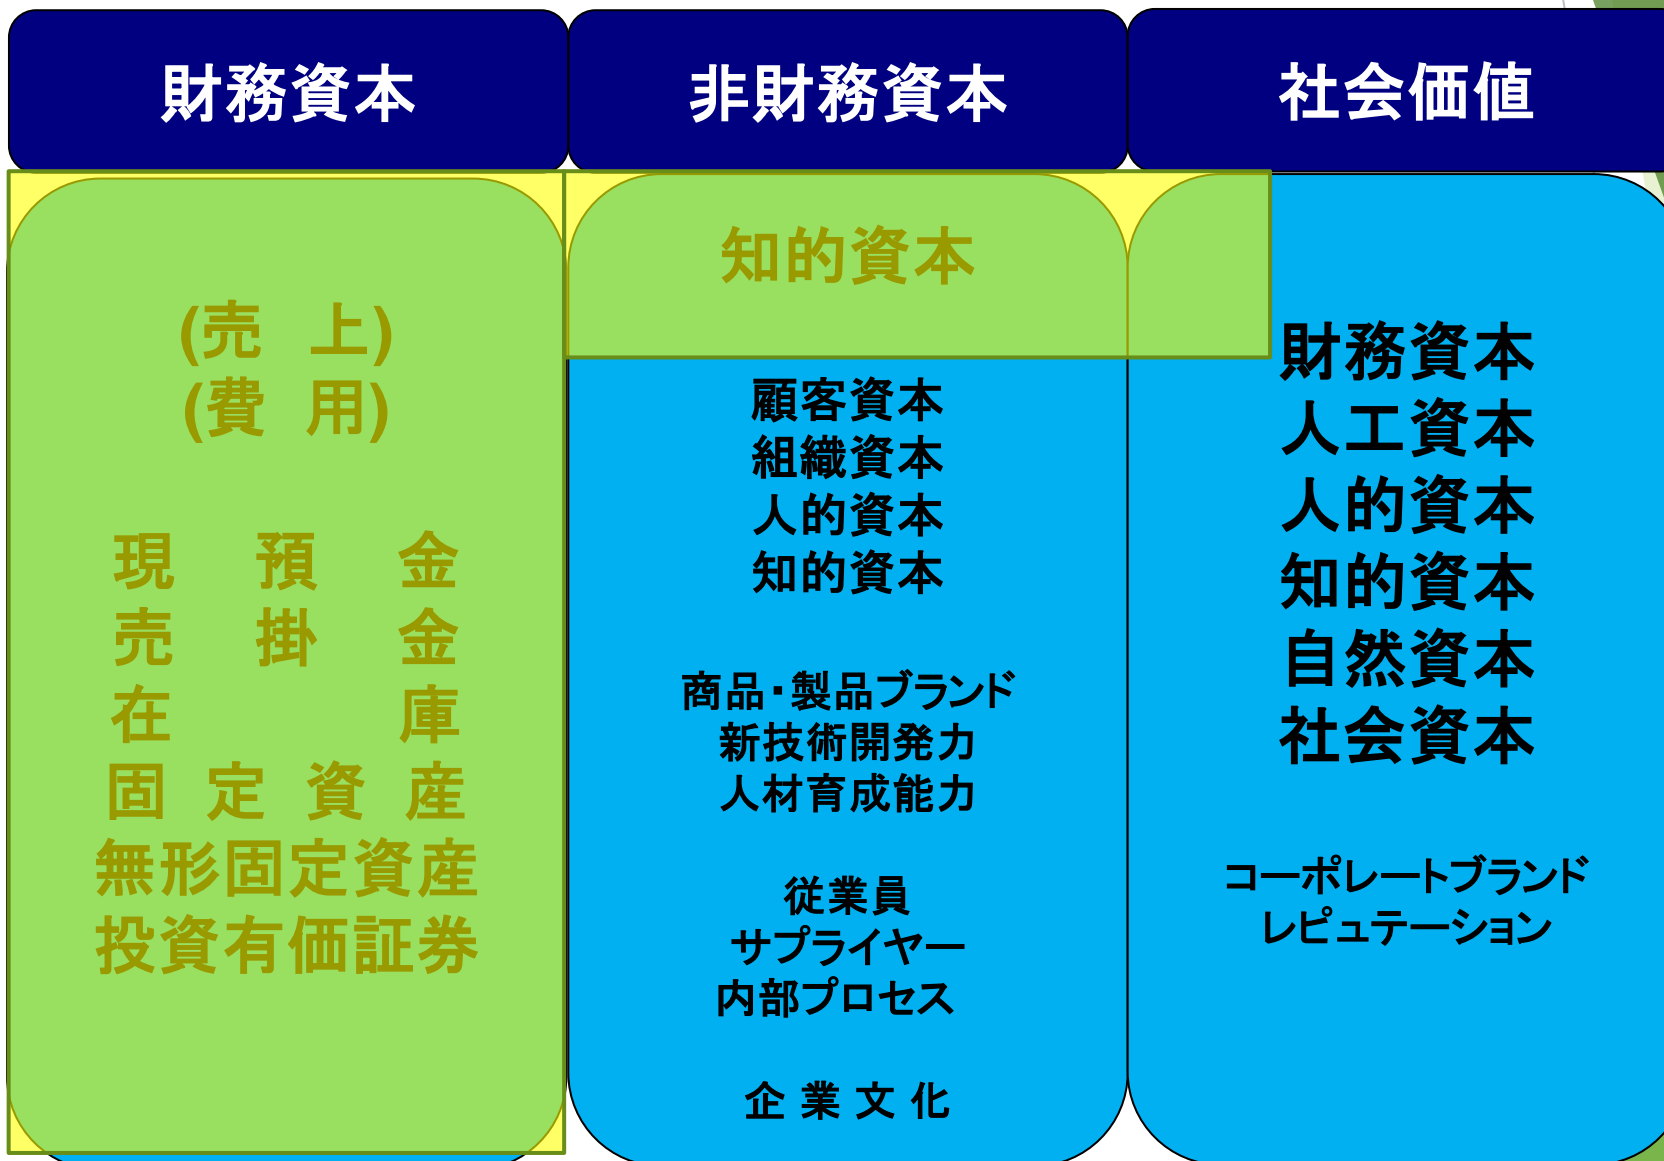 財務資本
(売 上)
(費 用)
現 預 金
売 掛 金
在 庫
固 定 資 産
無形固定資産
投資有価証券
非財務資本
知的資本
顧客資本
組織資本
人的資本
知的資本
商品・製品ブランド
新技術開発力
人材育成能力
従業員
サプライヤー
内部プロセス
企 業 文 化
社会価値
財務資本
人工資本
人的資本
知的資本
自然資本
社会資本
コーポレートブランド
レピュテーション